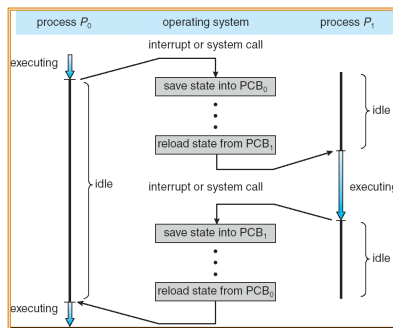 process P0 operating system process P1
interrupt or system call
executing
save state into PCB0
idle
reload state from PCB1
idle
interrupt or system call
executing
save state into PCB1
idle
reload state from PCB0
executing